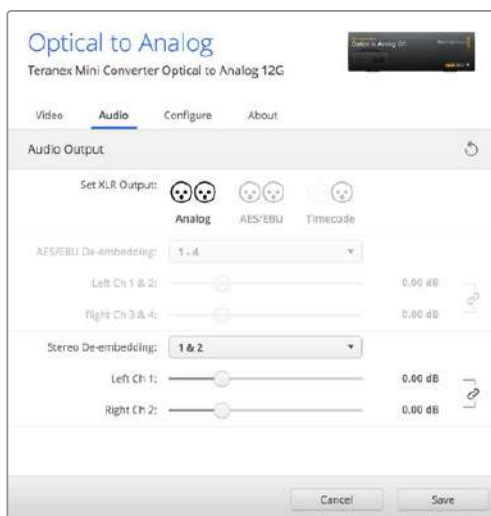 Optical to Analog
Teranex Mini Converter Optical to Analog 12G
Video Audio Configure About
Audio Output
Set XLR Output:
Analog AES/EBU Timecode
AES/EBU De-embedding: 1 - 4
Left Ch 1 & 2: 0.00 dB
Right Ch 3 & 4: 0.00 dB
Stereo De-embedding: 1 & 2
Left Ch 1: 0.00 dB
Right Ch 2: 0.00 dB
Cancel Save